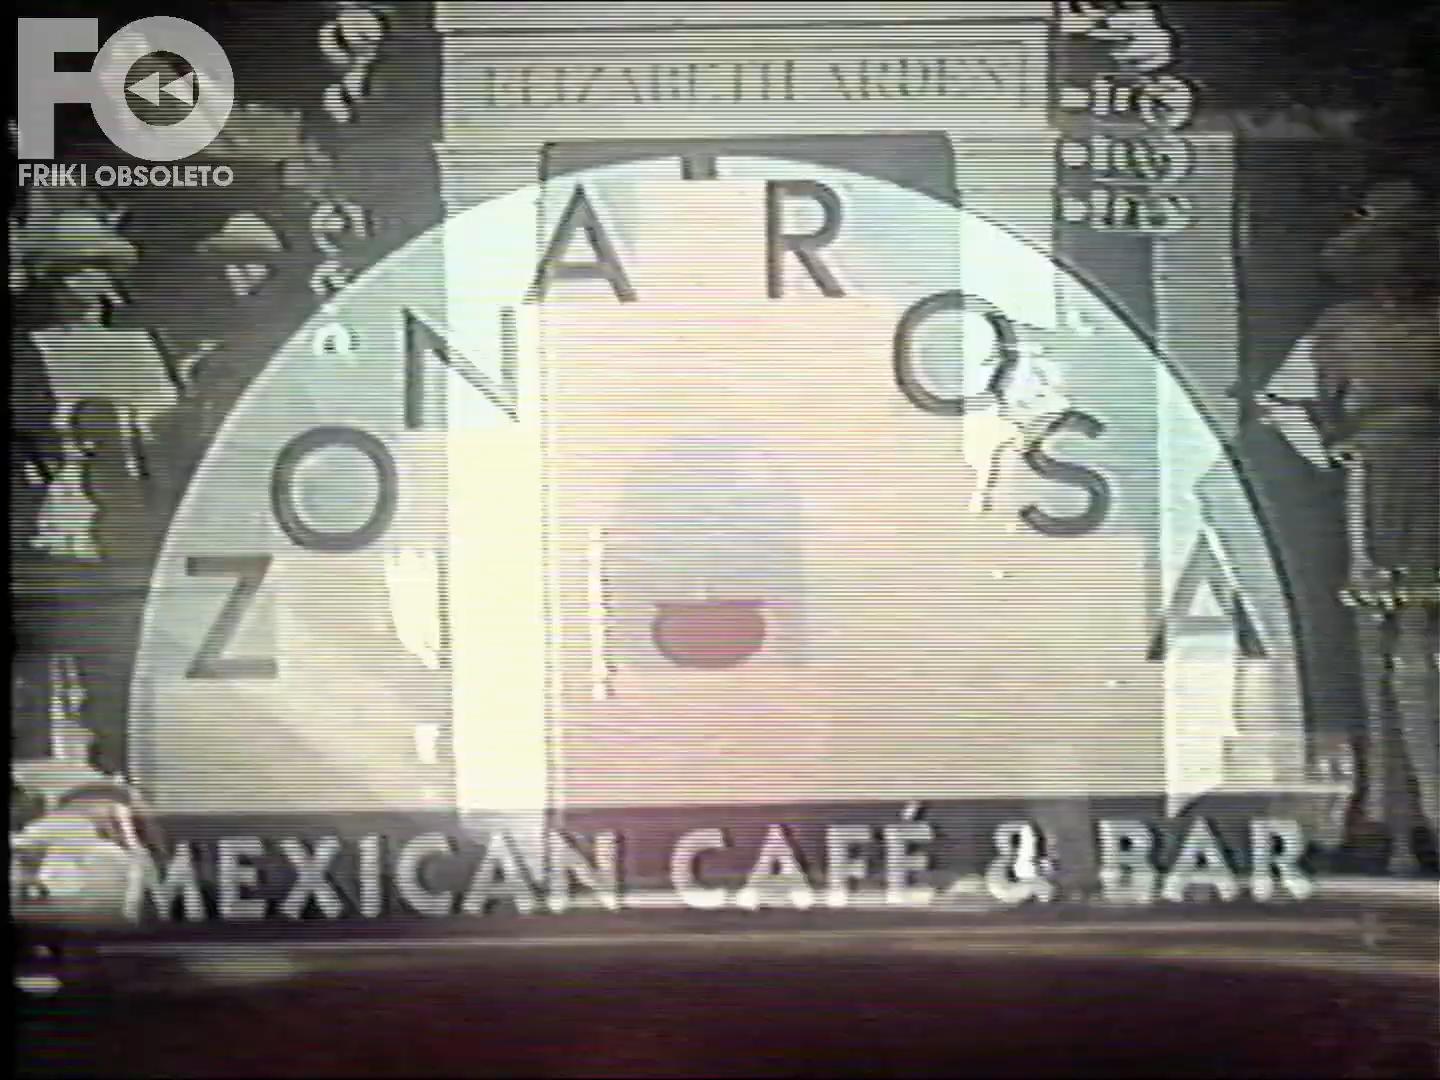 FO
FRIKI OBSOLETO
ELIZABETH ARDEN
ZONA ROSA
MEXICAN CAFÉ & BAR